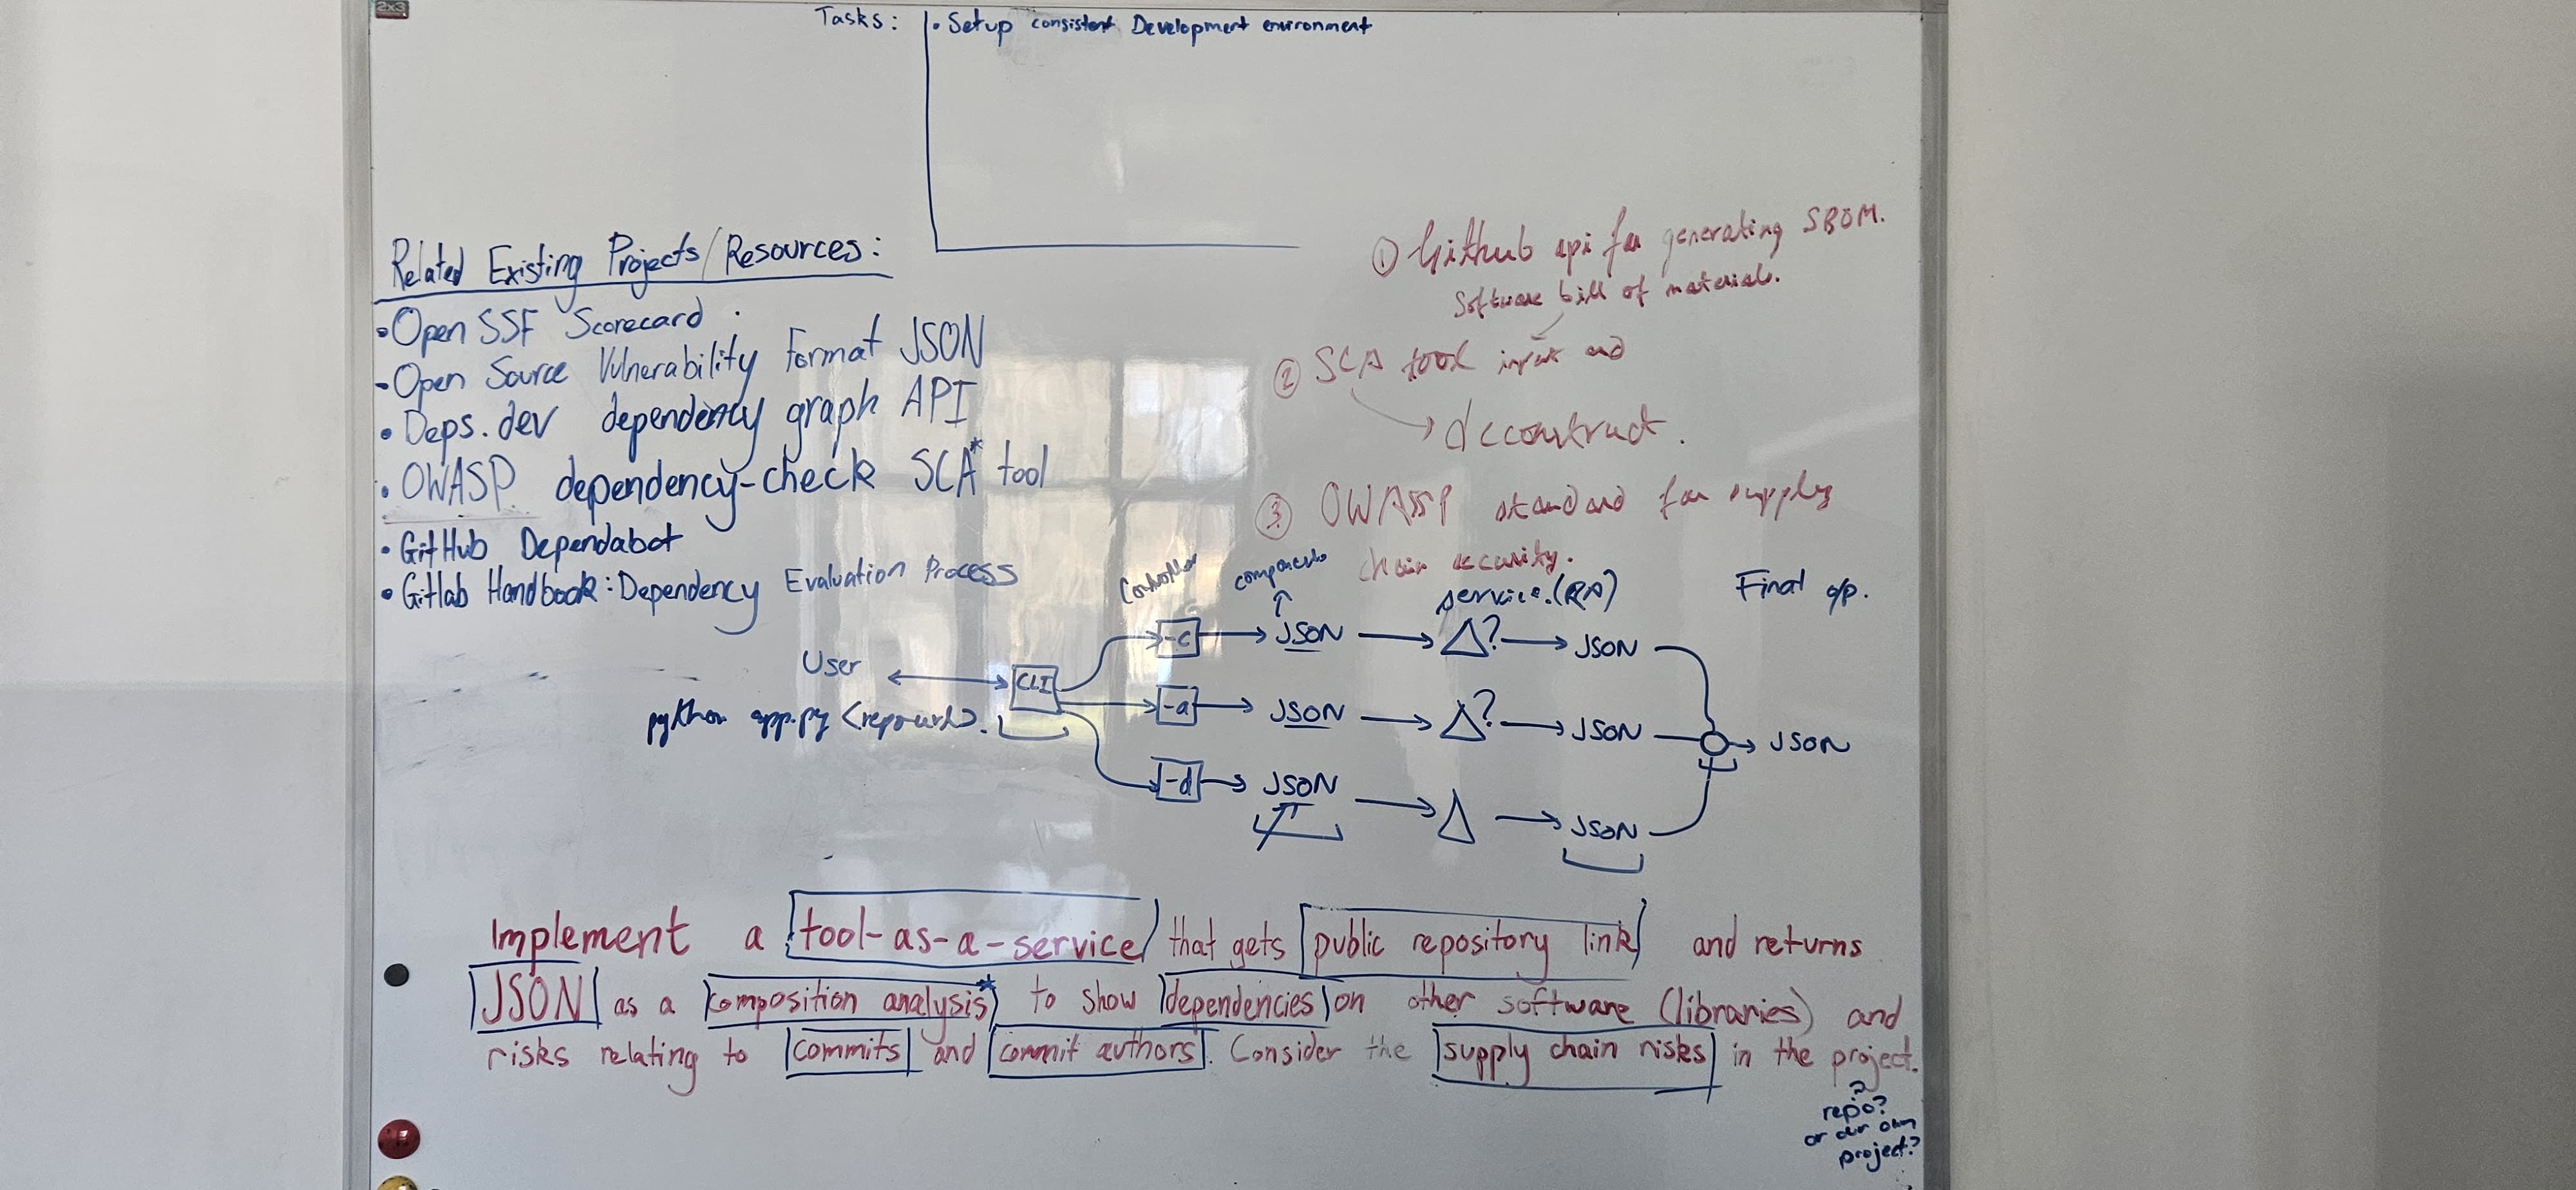 2x3
Tasks: • Setup consistent Development environment
Related Existing Projects/Resources:
• Open SSF Scorecard
- Open Source Vulnerability Format JSON
• Deps.dev dependency graph API
• OWASP dependency-check SCA* tool
• GitHub Dependabot
• Gitlab Handbook: Dependency Evaluation Process
① Github api for generating SBOM.
Software bill of materials.
② SCA tool input and
deconstruct.
③ OWASP standard for supply
chain security.
Controller
components
service.(RA)
Final o/p.
-c JSON △? JSON
User
CLI
python app.py <repourl>.
-a JSON △? JSON
JSON
-d JSON △ JSON
Implement a tool-as-a-service that gets public repository link and returns
JSON as a composition analysis* to show dependencies on other software (libraries) and
risks relating to commits and commit authors. Consider the supply chain risks in the project.
?
repo?
or our own
project?